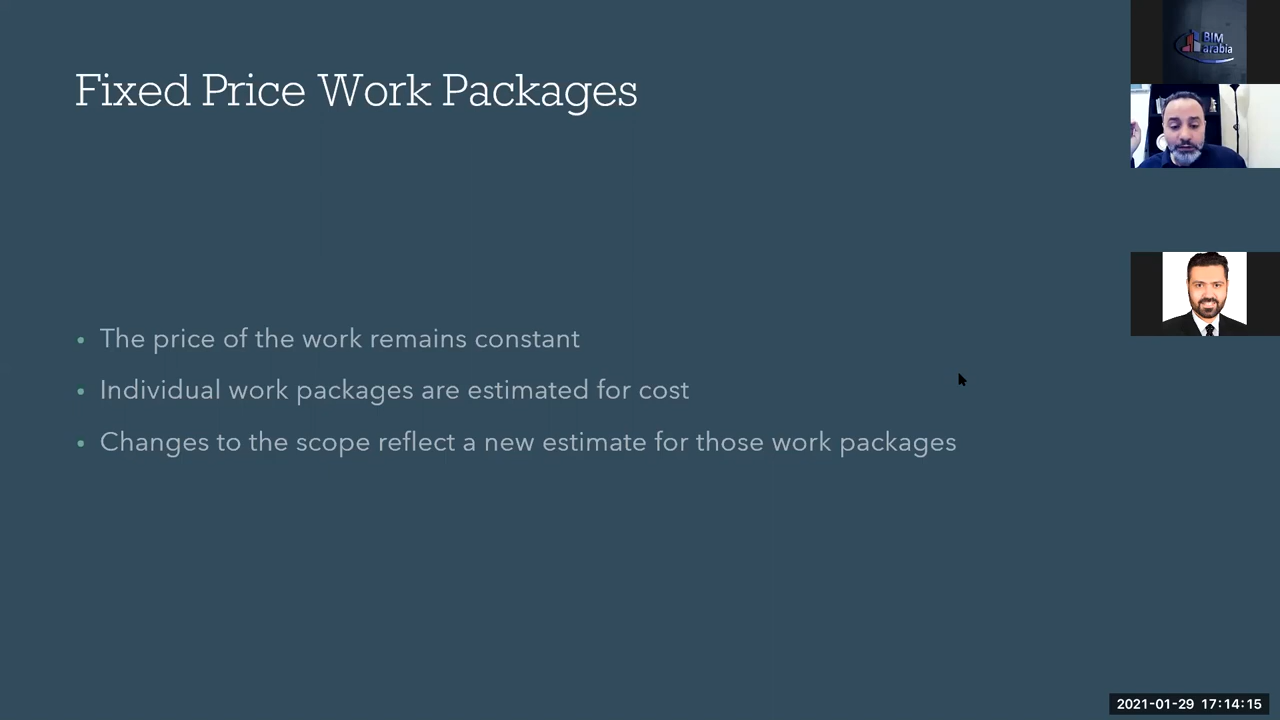 Fixed Price Work Packages
BIM
arabia
The price of the work remains constant
Individual work packages are estimated for cost
Changes to the scope reflect a new estimate for those work packages
2021-01-29 17:14:15